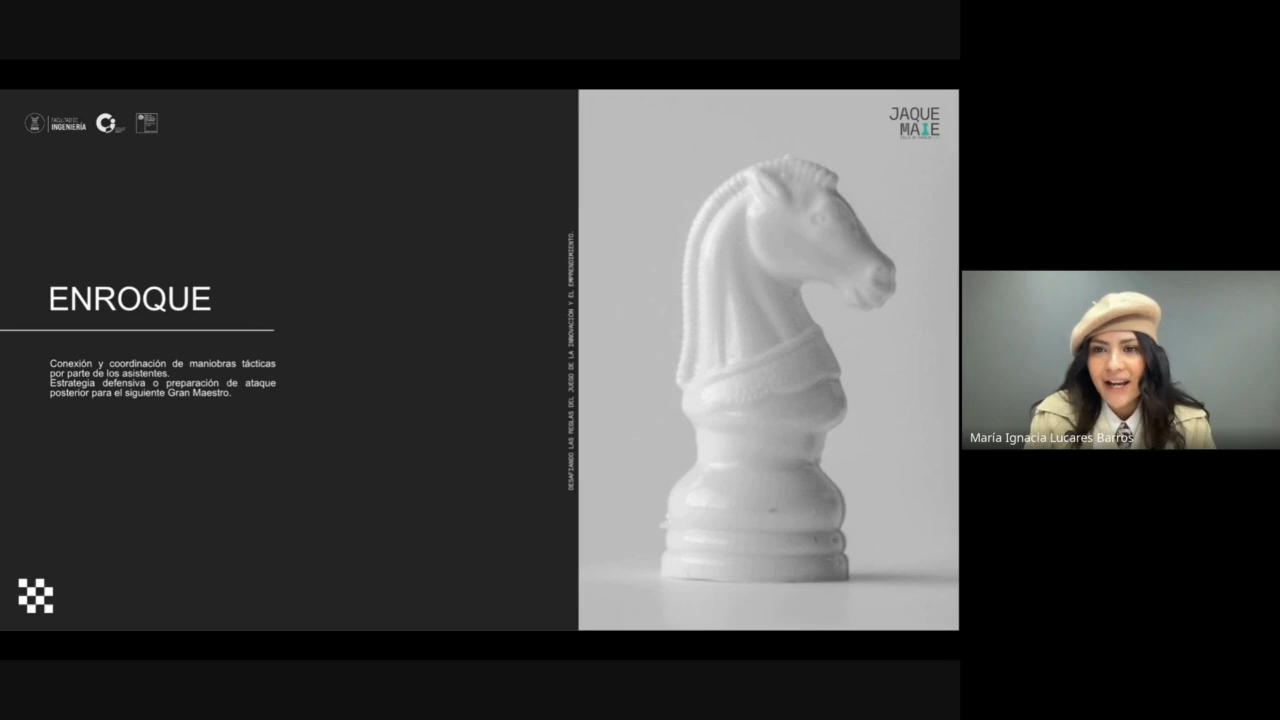 FACULTAD DE
INGENIERÍA
JAQUE
MATE
ENROQUE
Conexión y coordinación de maniobras tácticas
por parte de los asistentes.
Estrategia defensiva o preparación de ataque
posterior para el siguiente Gran Maestro.
DESAFIANDO LAS REGLAS DEL JUEGO DE LA INNOVACIÓN Y EL EMPRENDIMIENTO.
María Ignacia Lucares Barros